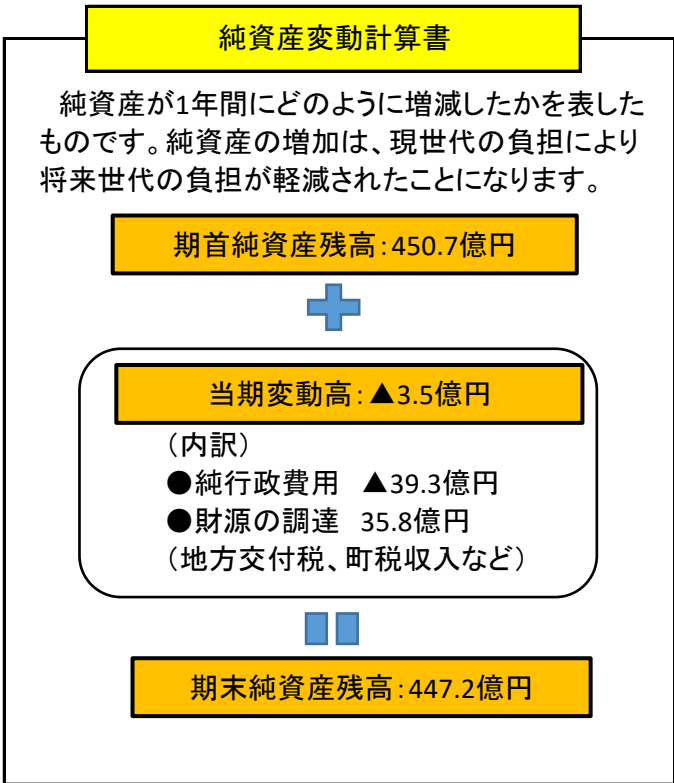 純資産変動計算書
純資産が1年間にどのように増減したかを表した
ものです。純資産の増加は、現世代の負担により
将来世代の負担が軽減されたことになります。
期首純資産残高：450.7億円
当期変動高：▲3.5億円
（内訳）
●純行政費用　▲39.3億円
●財源の調達　35.8億円
（地方交付税、町税収入など）
期末純資産残高：447.2億円